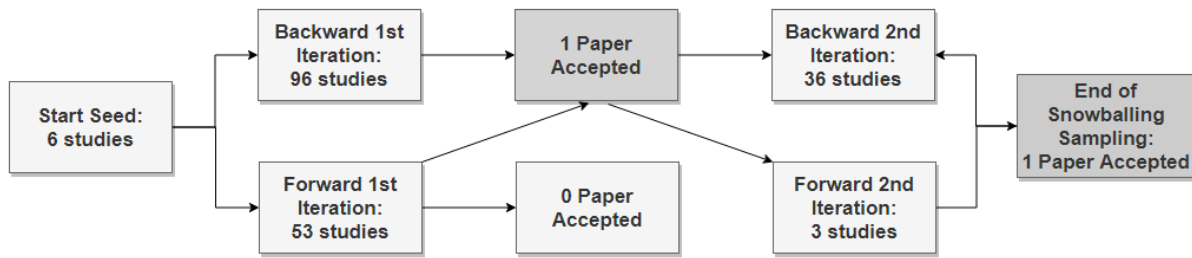 Start Seed:
6 studies
Backward 1st
Iteration:
96 studies
Forward 1st
Iteration:
53 studies
1 Paper
Accepted
0 Paper
Accepted
Backward 2nd
Iteration:
36 studies
Forward 2nd
Iteration:
3 studies
End of
Snowballing
Sampling:
1 Paper Accepted